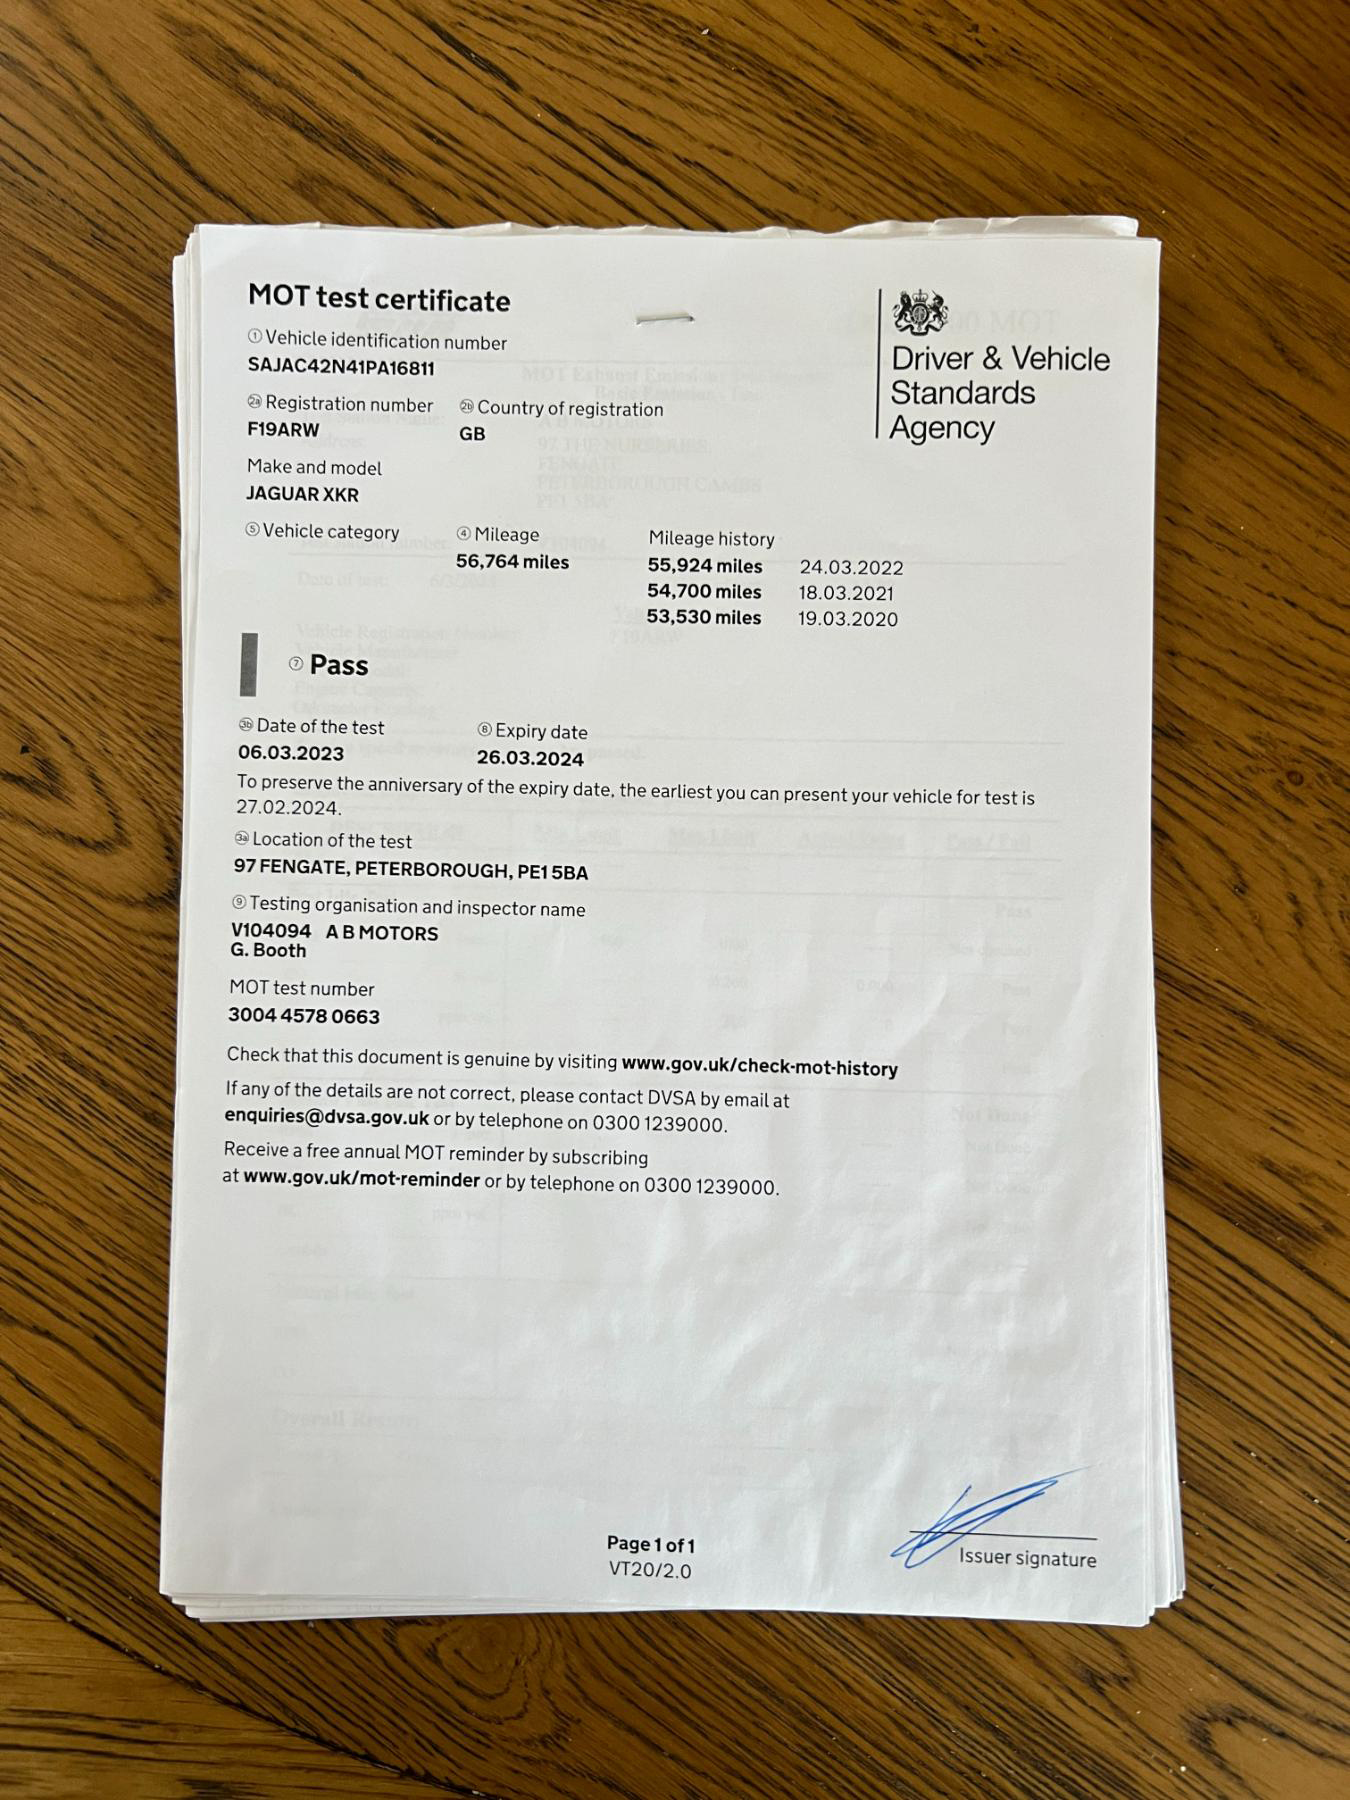 MOT test certificate
1 Vehicle identification number
SAJAC42N41PA16811
2a Registration number 2b Country of registration
F19ARW GB
Make and model
JAGUAR XKR
5 Vehicle category 4 Mileage Mileage history
56,764 miles 55,924 miles 24.03.2022
54,700 miles 18.03.2021
53,530 miles 19.03.2020
7 Pass
3b Date of the test 8 Expiry date
06.03.2023 26.03.2024
To preserve the anniversary of the expiry date, the earliest you can present your vehicle for test is
27.02.2024.
3a Location of the test
97 FENGATE, PETERBOROUGH, PE1 5BA
9 Testing organisation and inspector name
V104094 A B MOTORS
G. Booth
MOT test number
3004 4578 0663
Check that this document is genuine by visiting www.gov.uk/check-mot-history
If any of the details are not correct, please contact DVSA by email at
enquiries@dvsa.gov.uk or by telephone on 0300 1239000.
Receive a free annual MOT reminder by subscribing
at www.gov.uk/mot-reminder or by telephone on 0300 1239000.
Driver & Vehicle
Standards
Agency
Page 1 of 1
VT20/2.0
Issuer signature